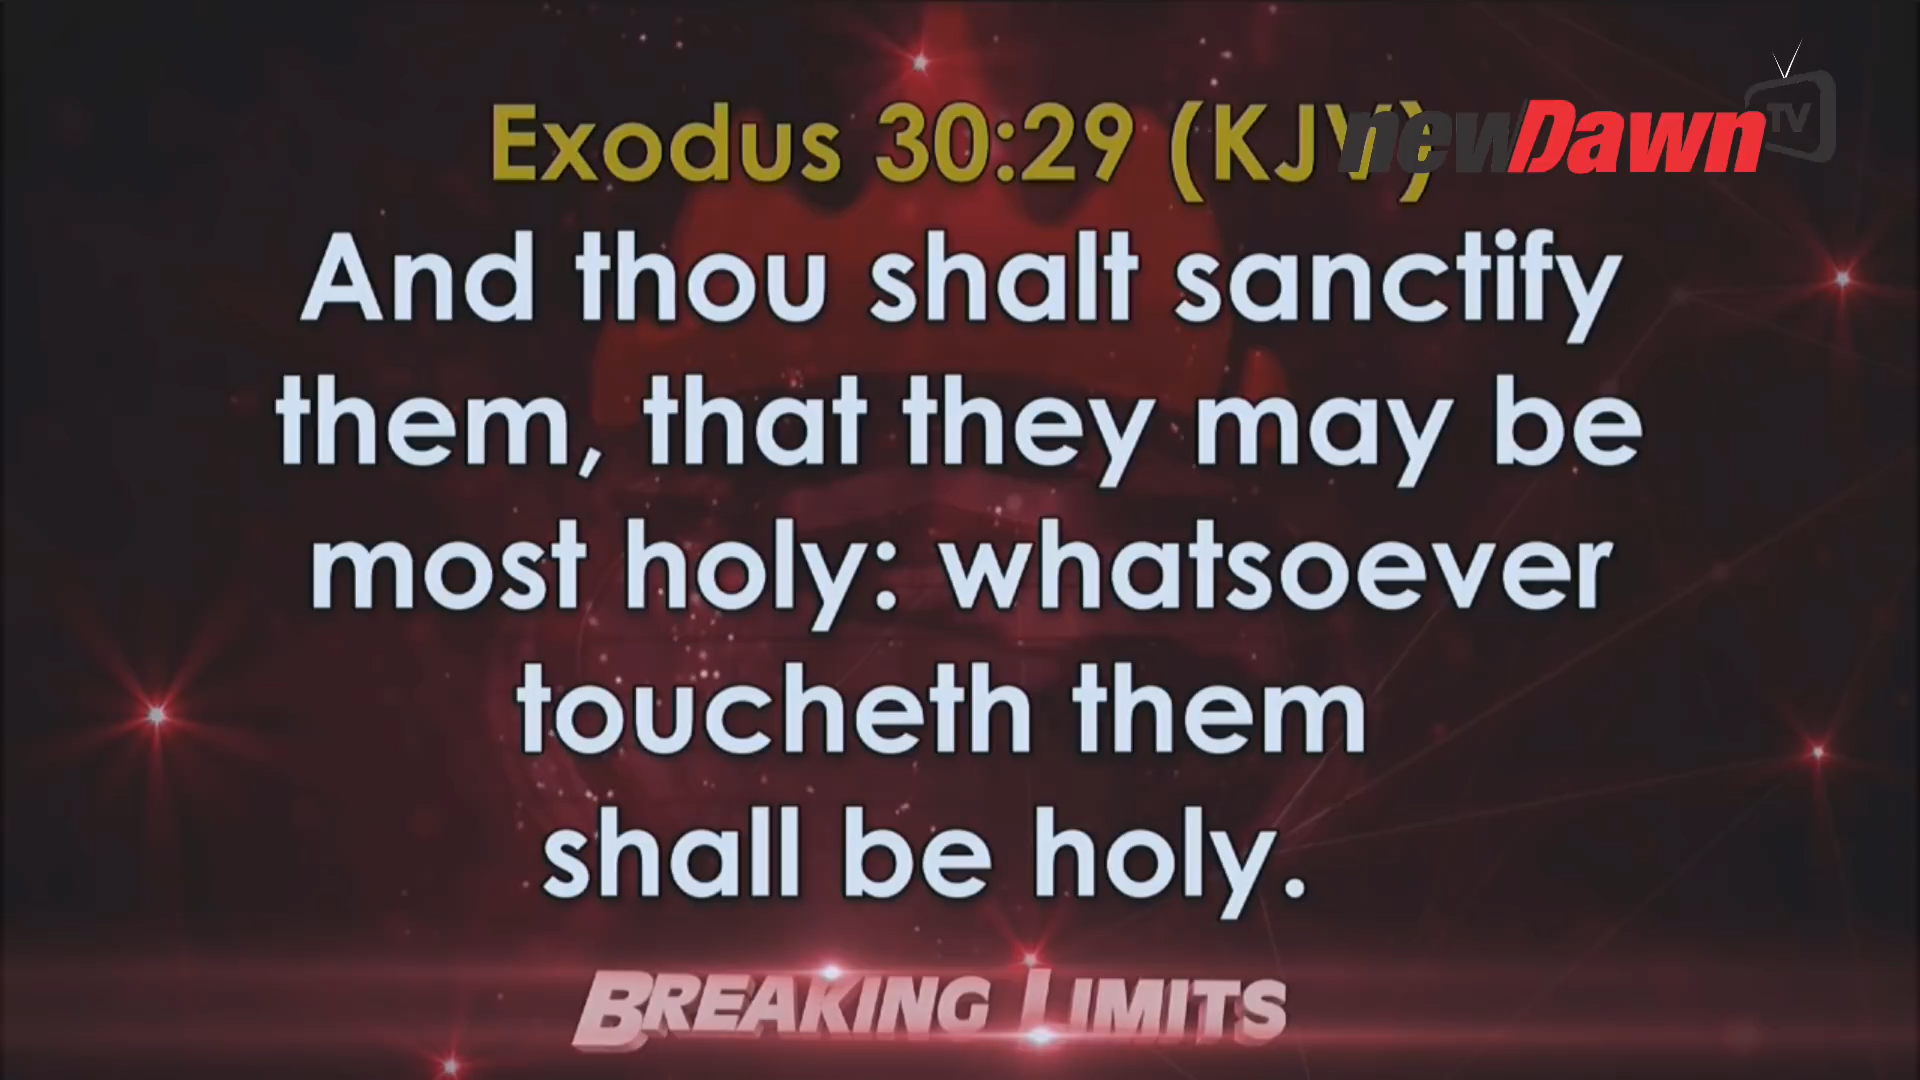 Exodus 30:29 (KJV)
newDawn TV
And thou shalt sanctify
them, that they may be
most holy: whatsoever
toucheth them
shall be holy.
BREAKING LIMITS